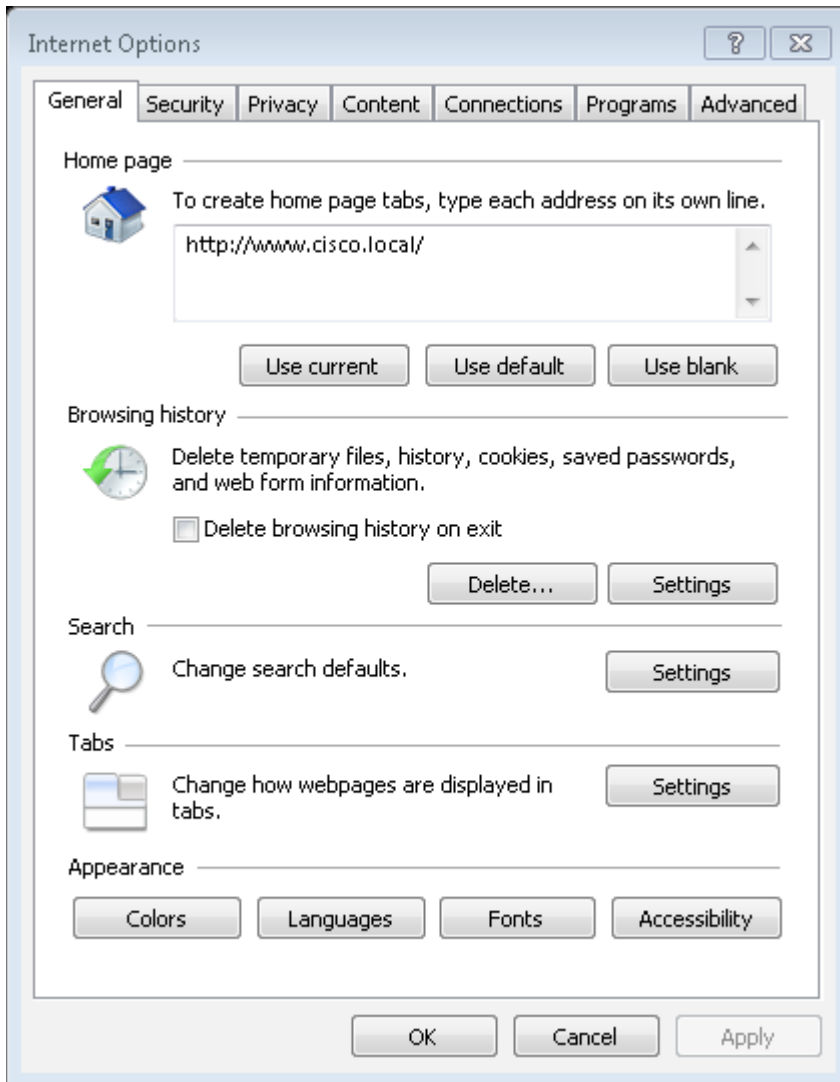 Internet Options
General Security Privacy Content Connections Programs Advanced
Home page
To create home page tabs, type each address on its own line.
http://www.cisco.local/
Use current Use default Use blank
Browsing history
Delete temporary files, history, cookies, saved passwords,
and web form information.
Delete browsing history on exit
Delete... Settings
Search
Change search defaults. Settings
Tabs
Change how webpages are displayed in Settings
tabs.
Appearance
Colors Languages Fonts Accessibility
OK Cancel Apply